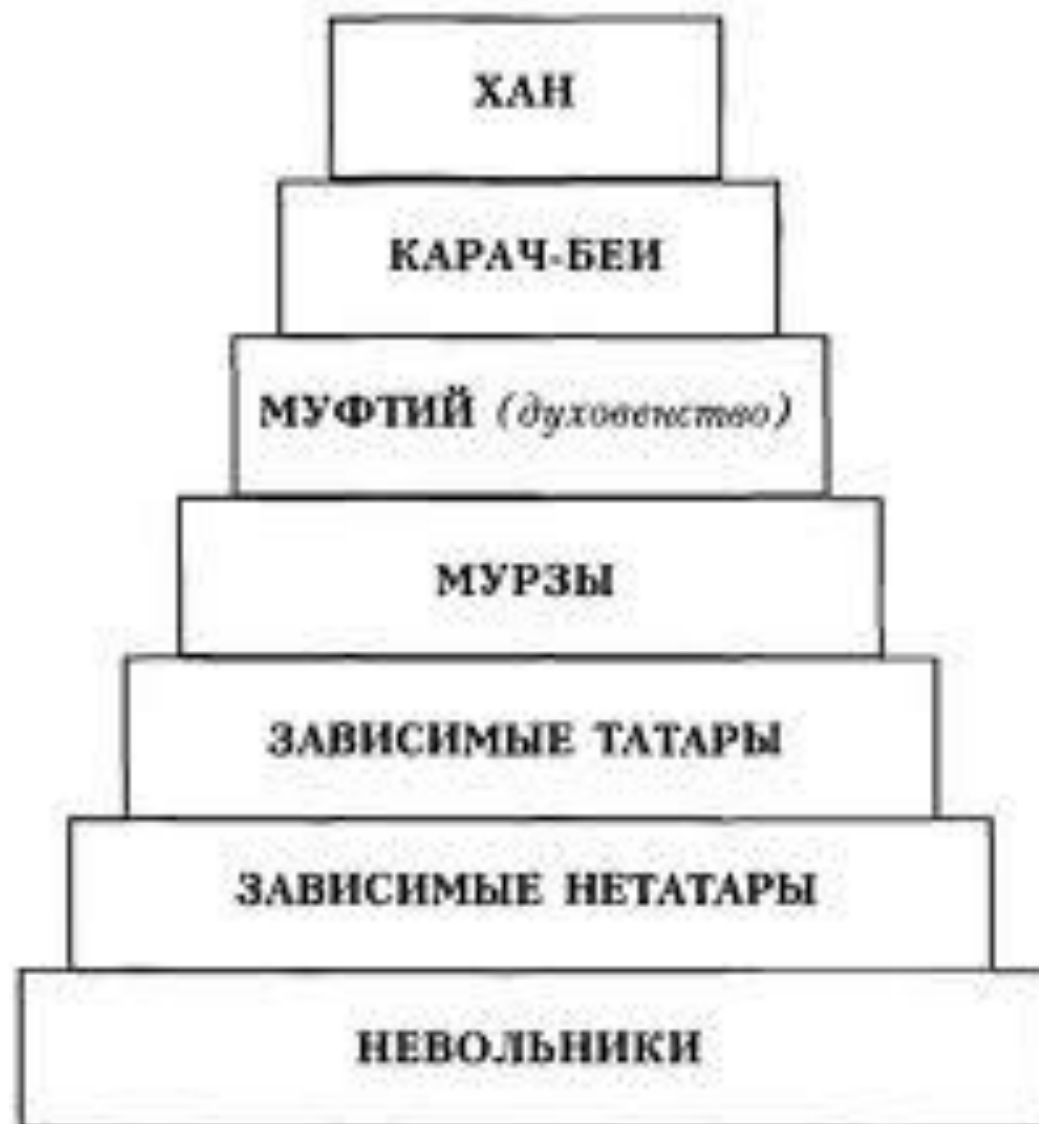 ХАН
КАРАЧ-БЕИ
МУФТИЙ (духовенство)
МУРЗЫ
ЗАВИСИМЫЕ ТАТАРЫ
ЗАВИСИМЫЕ НЕТАТАРЫ
НЕВОЛЬНИКИ